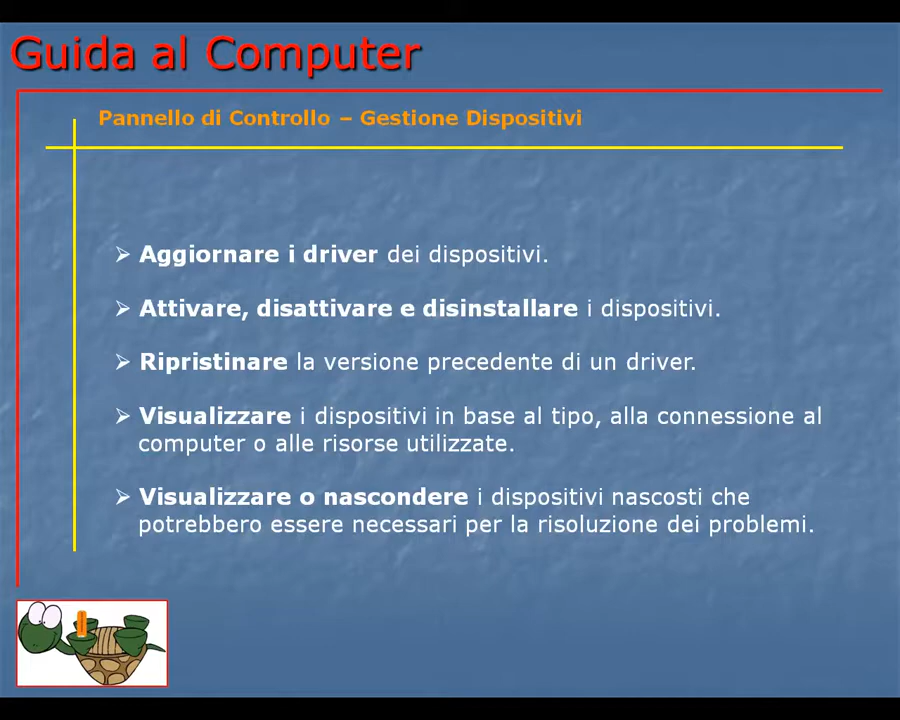 Guida al Computer
Pannello di Controllo – Gestione Dispositivi
➢ Aggiornare i driver dei dispositivi.
➢ Attivare, disattivare e disinstallare i dispositivi.
➢ Ripristinare la versione precedente di un driver.
➢ Visualizzare i dispositivi in base al tipo, alla connessione al
computer o alle risorse utilizzate.
➢ Visualizzare o nascondere i dispositivi nascosti che
potrebbero essere necessari per la risoluzione dei problemi.